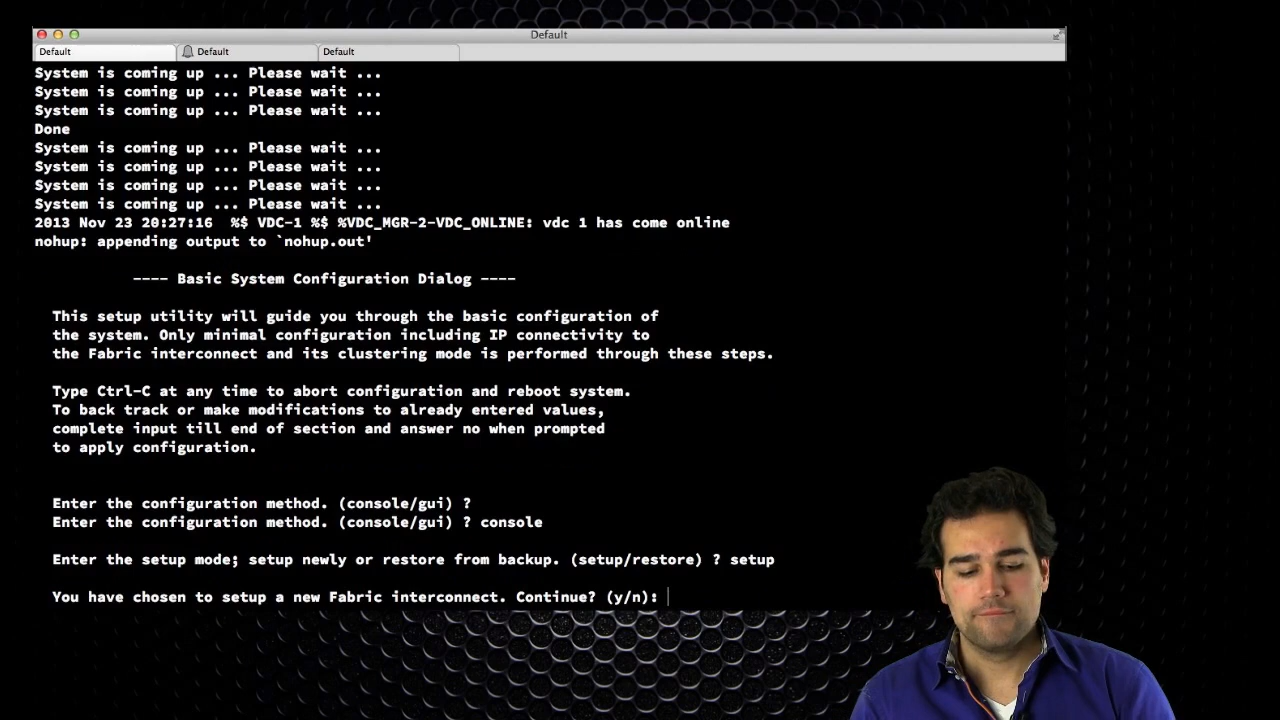 Default
Default
Default
Default
System is coming up ... Please wait ...
System is coming up ... Please wait ...
System is coming up ... Please wait ...
Done
System is coming up ... Please wait ...
System is coming up ... Please wait ...
System is coming up ... Please wait ...
System is coming up ... Please wait ...
2013 Nov 23 20:27:16  %$ VDC-1 %$ %VDC_MGR-2-VDC_ONLINE: vdc 1 has come online
nohup: appending output to `nohup.out'
---- Basic System Configuration Dialog ----
This setup utility will guide you through the basic configuration of
the system. Only minimal configuration including IP connectivity to
the Fabric interconnect and its clustering mode is performed through these steps.
Type Ctrl-C at any time to abort configuration and reboot system.
To back track or make modifications to already entered values,
complete input till end of section and answer no when prompted
to apply configuration.
Enter the configuration method. (console/gui) ?
Enter the configuration method. (console/gui) ? console
Enter the setup mode; setup newly or restore from backup. (setup/restore) ? setup
You have chosen to setup a new Fabric interconnect. Continue? (y/n):